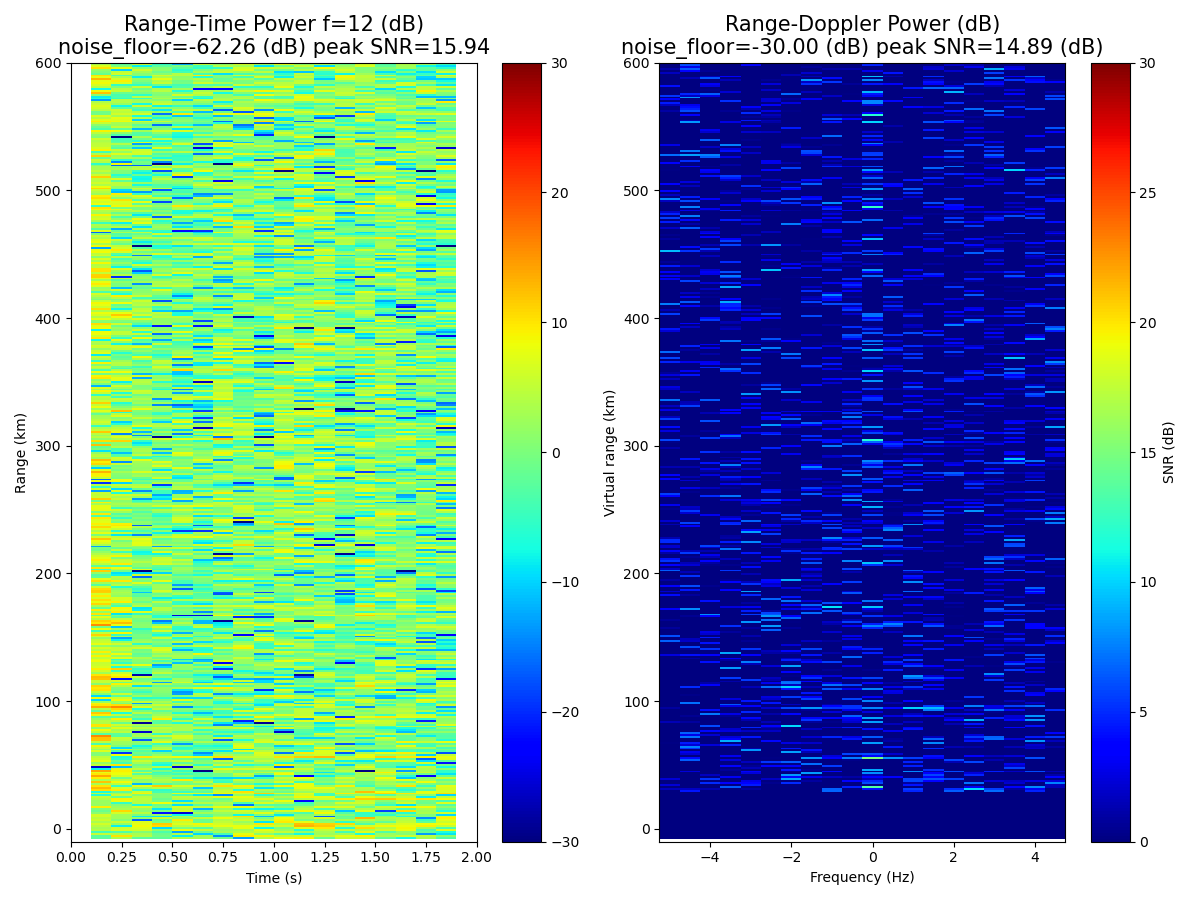 Range-Time Power f=12 (dB)
noise_floor=-62.26 (dB) peak SNR=15.94
Range (km)
600
500
400
300
200
100
0
0.00 0.25 0.50 0.75 1.00 1.25 1.50 1.75 2.00
Time (s)
30
20
10
0
−10
−20
−30
Range-Doppler Power (dB)
noise_floor=-30.00 (dB) peak SNR=14.89 (dB)
Virtual range (km)
600
500
400
300
200
100
0
−4 −2 0 2 4
Frequency (Hz)
30
25
20
15
10
5
0
SNR (dB)